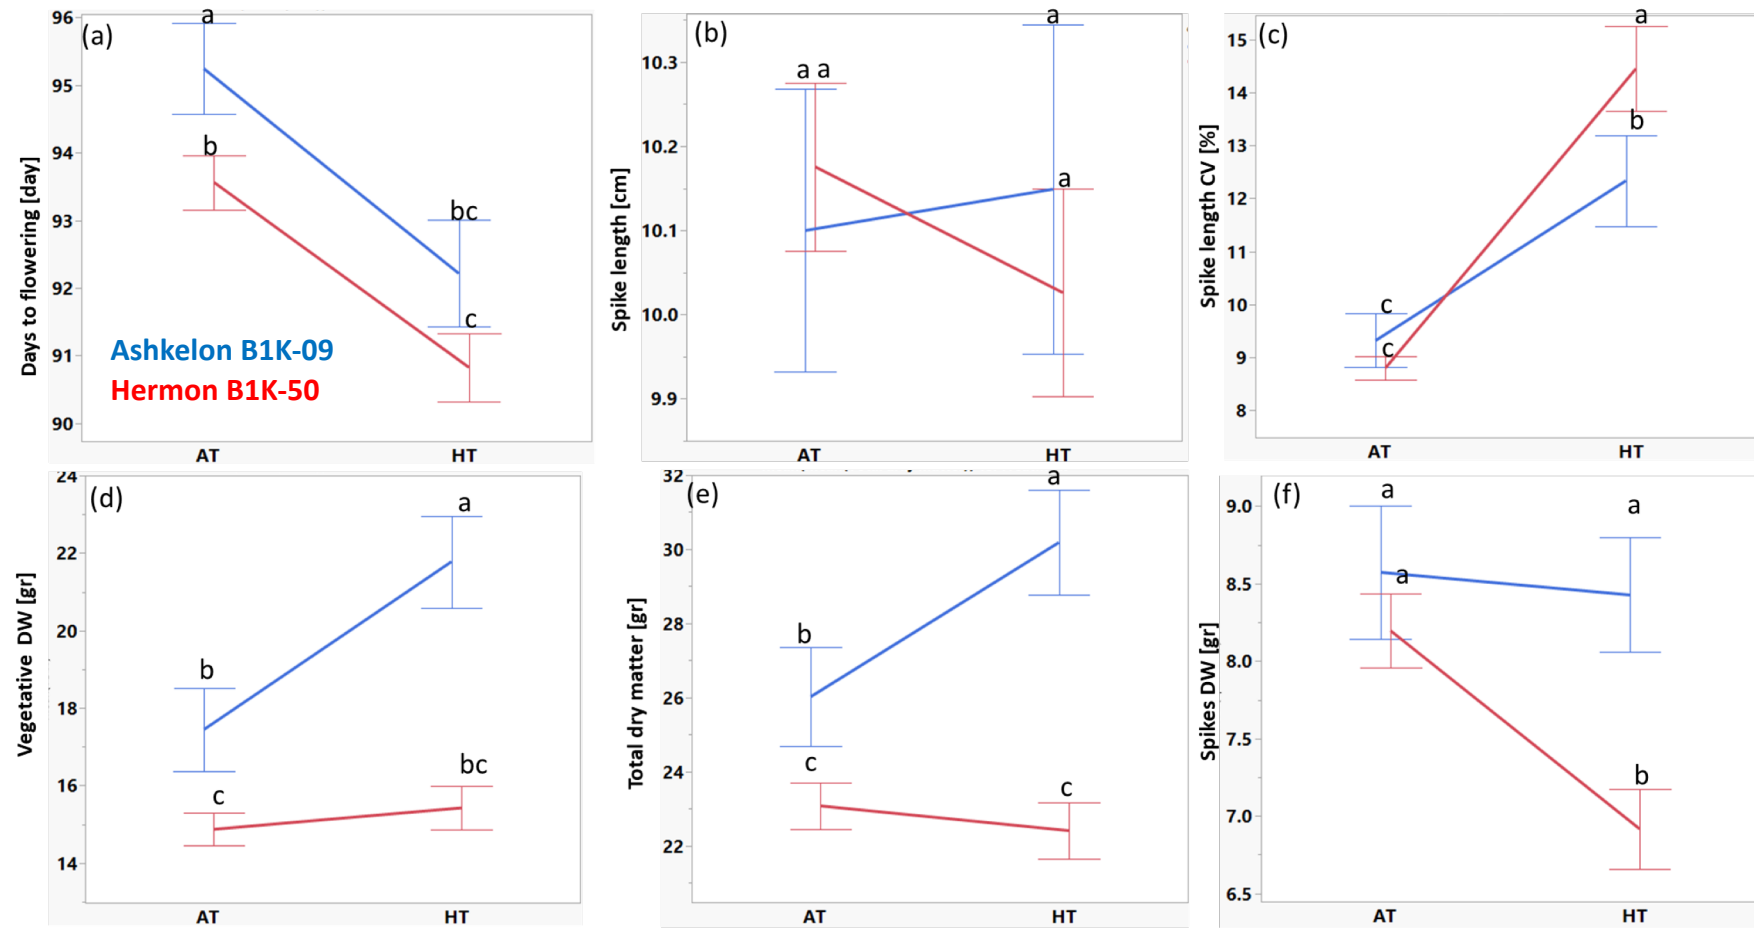 (a)
96
95
94
93
92
91
90
Days to flowering [day]
a
b
bc
c
Ashkelon B1K-09
Hermon B1K-50
AT HT
(b)
10.3
10.2
10.1
10.0
9.9
Spike length [cm]
a a
a
a
AT HT
(c)
15
14
13
12
11
10
9
8
Spike length CV [%]
a
b
c
c
AT HT
(d)
24
22
20
18
16
14
Vegetative DW [gr]
a
b
bc
c
AT HT
(e)
32
30
28
26
24
22
Total dry matter [gr]
a
b
c
c
AT HT
(f)
9.0
8.5
8.0
7.5
7.0
6.5
Spikes DW [gr]
a
a
a
b
AT HT